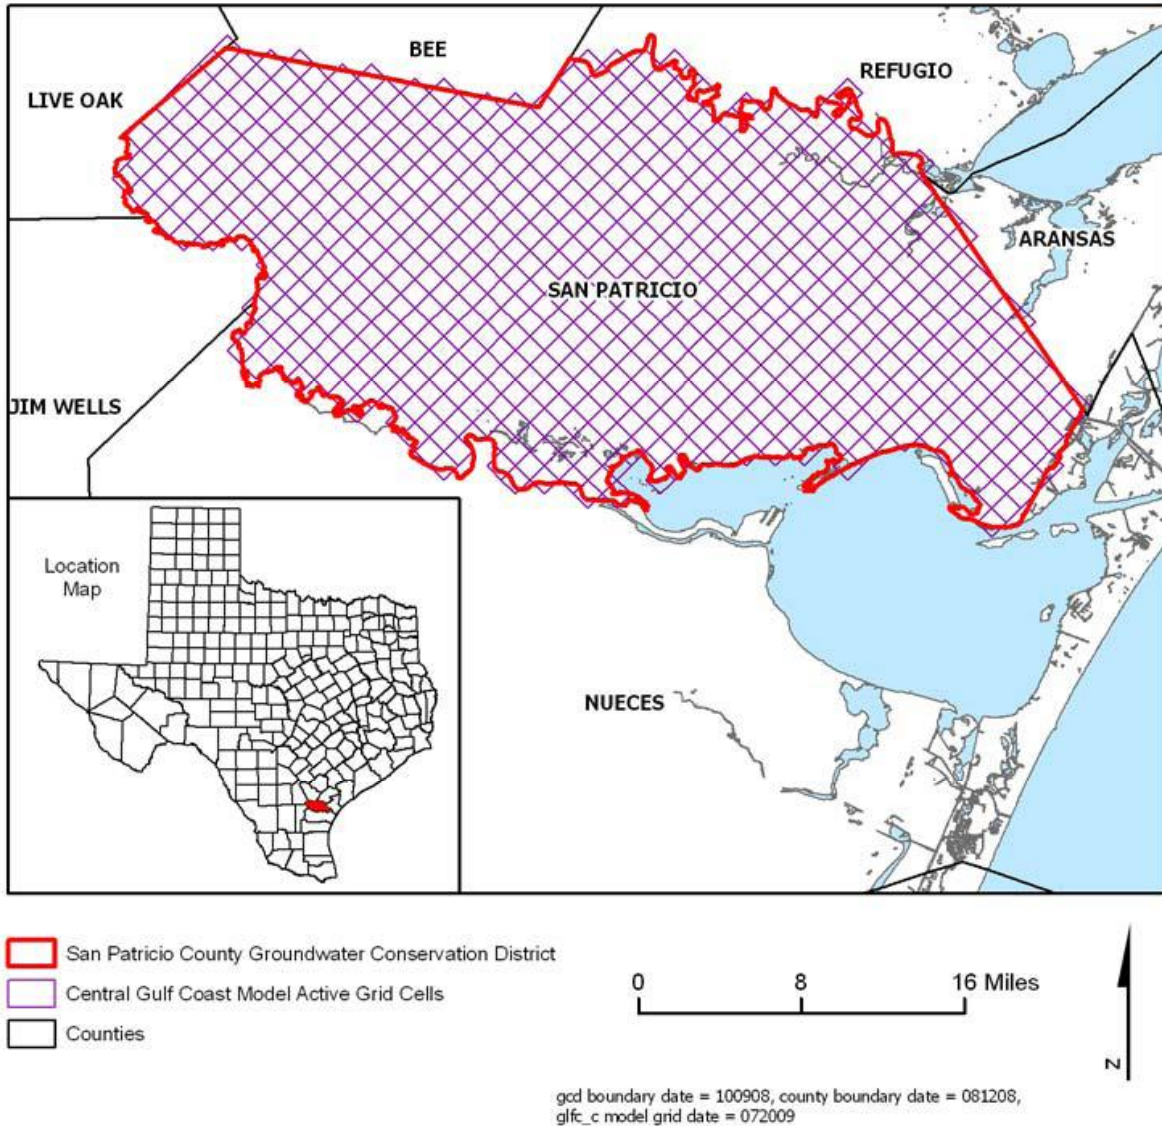 BEE
REFUGIO
LIVE OAK
ARANSAS
SAN PATRICIO
JIM WELLS
Location
Map
NUECES
San Patricio County Groundwater Conservation District
Central Gulf Coast Model Active Grid Cells
Counties
0 8 16 Miles
N
gcd boundary date = 100908, county boundary date = 081208,
glfc_c model grid date = 072009